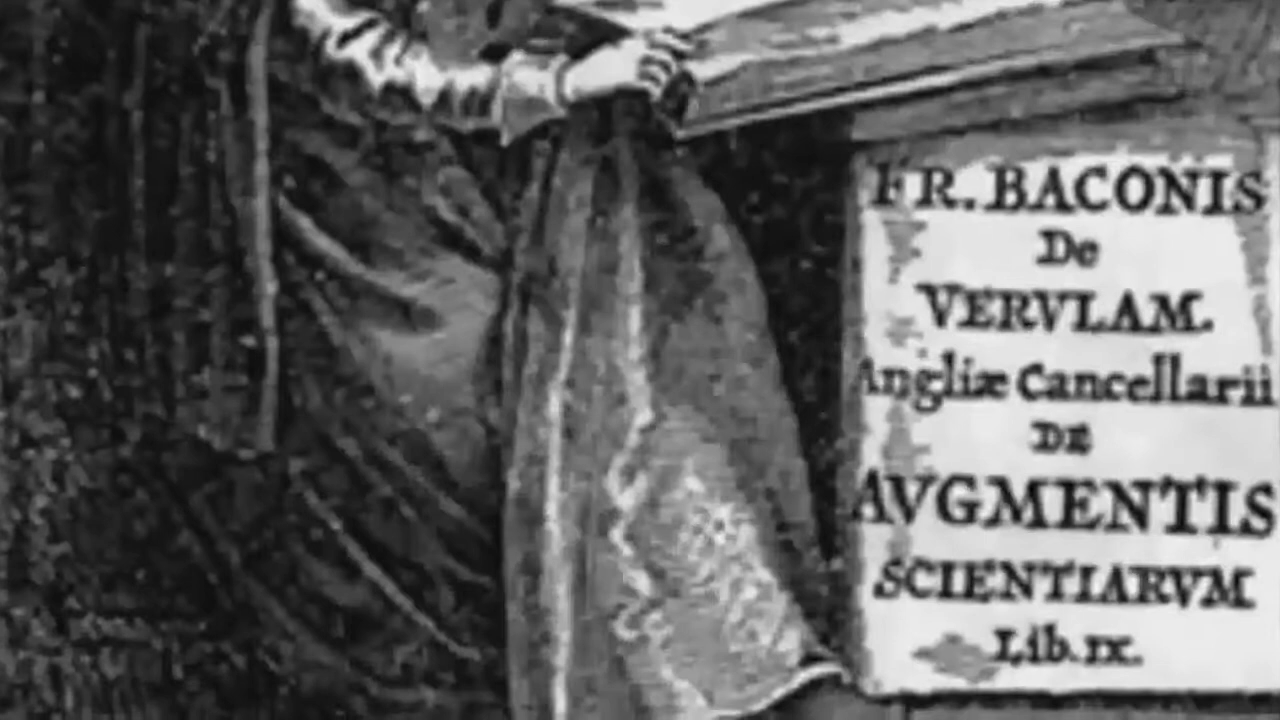 FR. BACONIS
De
VERVLAM.
Angliæ Cancellarii
DE
AVGMENTIS
SCIENTIARVM
Lib. IX.